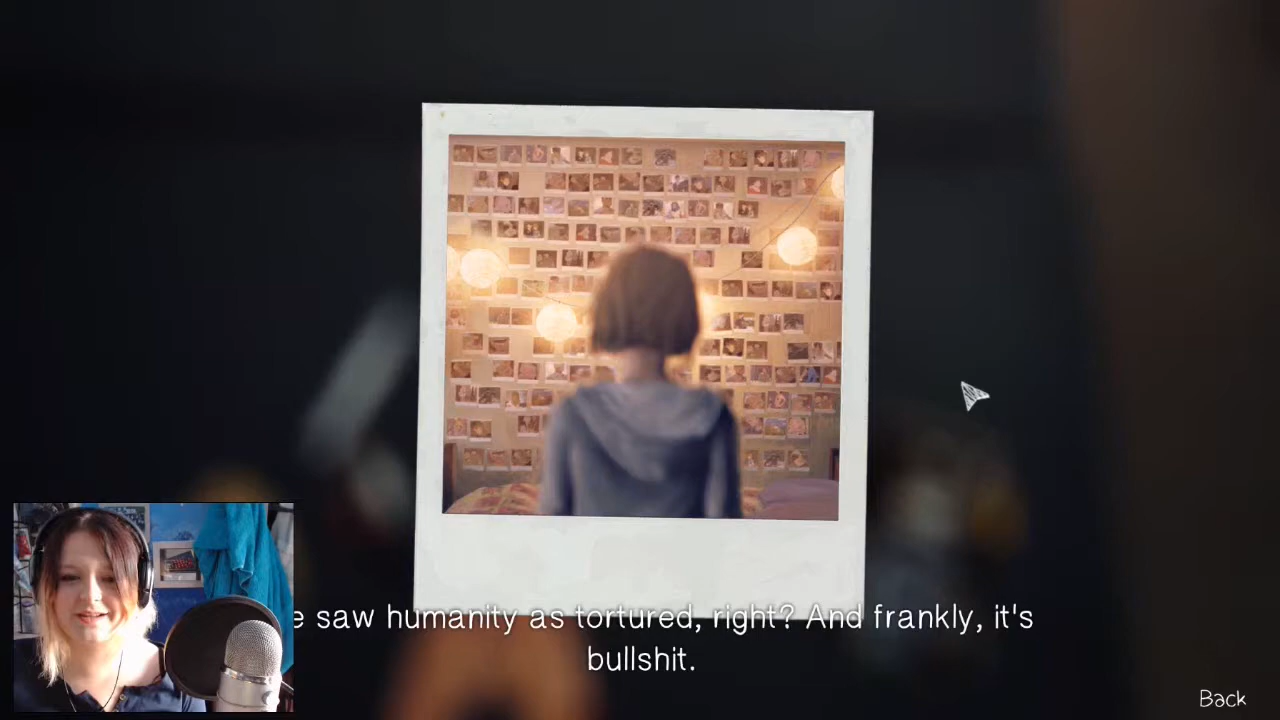 e saw humanity as tortured, right? And frankly, it's
bullshit.
Back